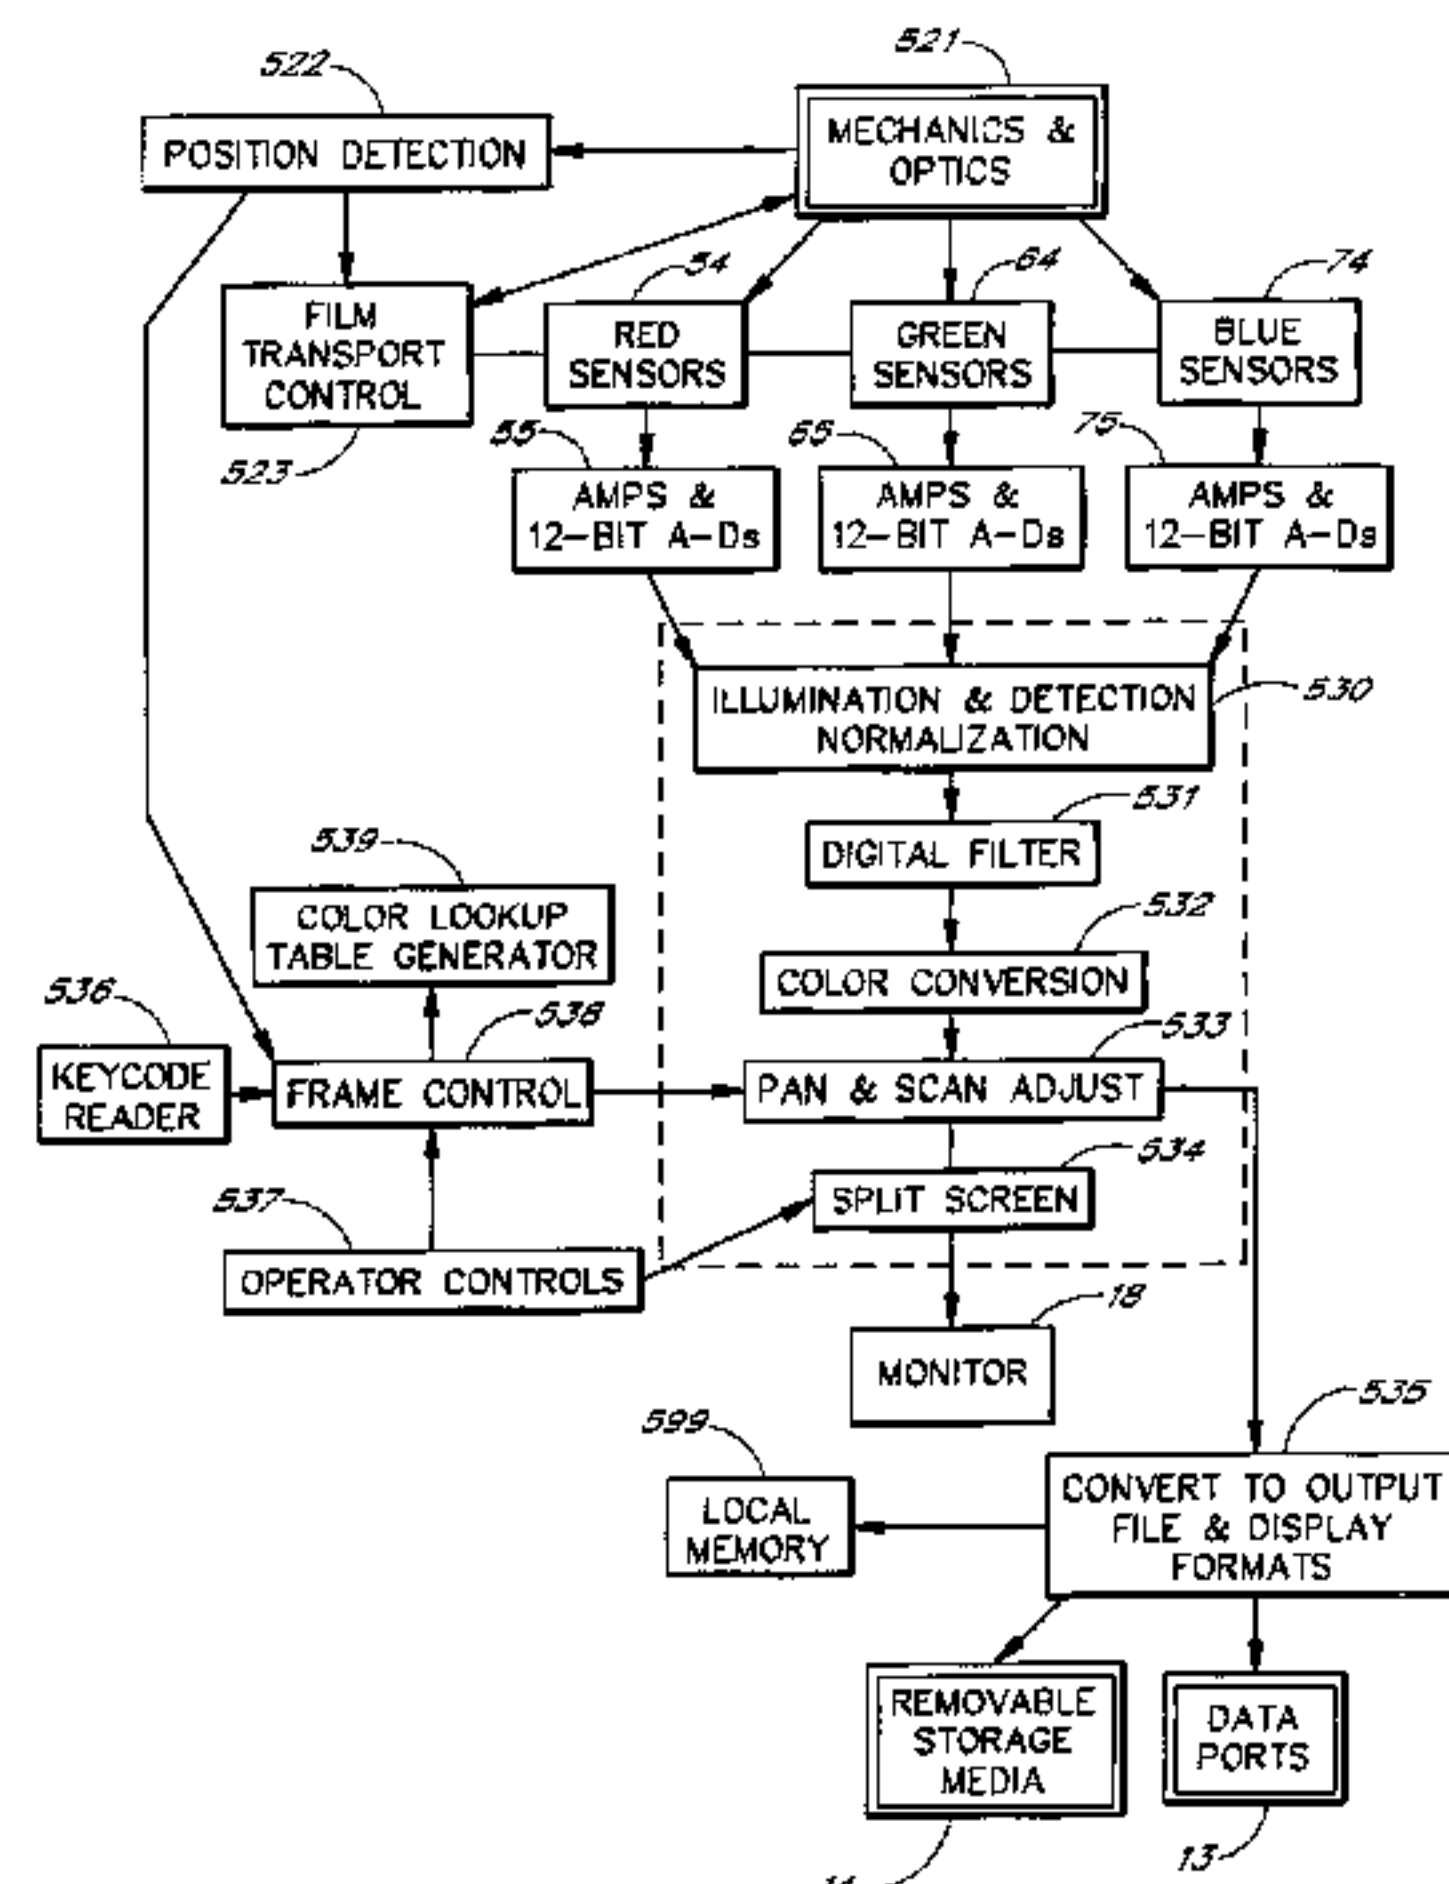 521
522
MECHANICS &
OPTICS
POSITION DETECTION
54
64
74
FILM
TRANSPORT
CONTROL
RED
SENSORS
GREEN
SENSORS
BLUE
SENSORS
523
55
65
75
AMPS &
12-BIT A-Ds
AMPS &
12-BIT A-Ds
AMPS &
12-BIT A-Ds
ILLUMINATION & DETECTION
NORMALIZATION
530
531
DIGITAL FILTER
539
COLOR LOOKUP
TABLE GENERATOR
532
COLOR CONVERSION
536
538
533
KEYCODE
READER
FRAME CONTROL
PAN & SCAN ADJUST
534
537
SPLIT SCREEN
OPERATOR CONTROLS
18
MONITOR
535
599
LOCAL
MEMORY
CONVERT TO OUTPUT
FILE & DISPLAY
FORMATS
REMOVABLE
STORAGE
MEDIA
DATA
PORTS
13